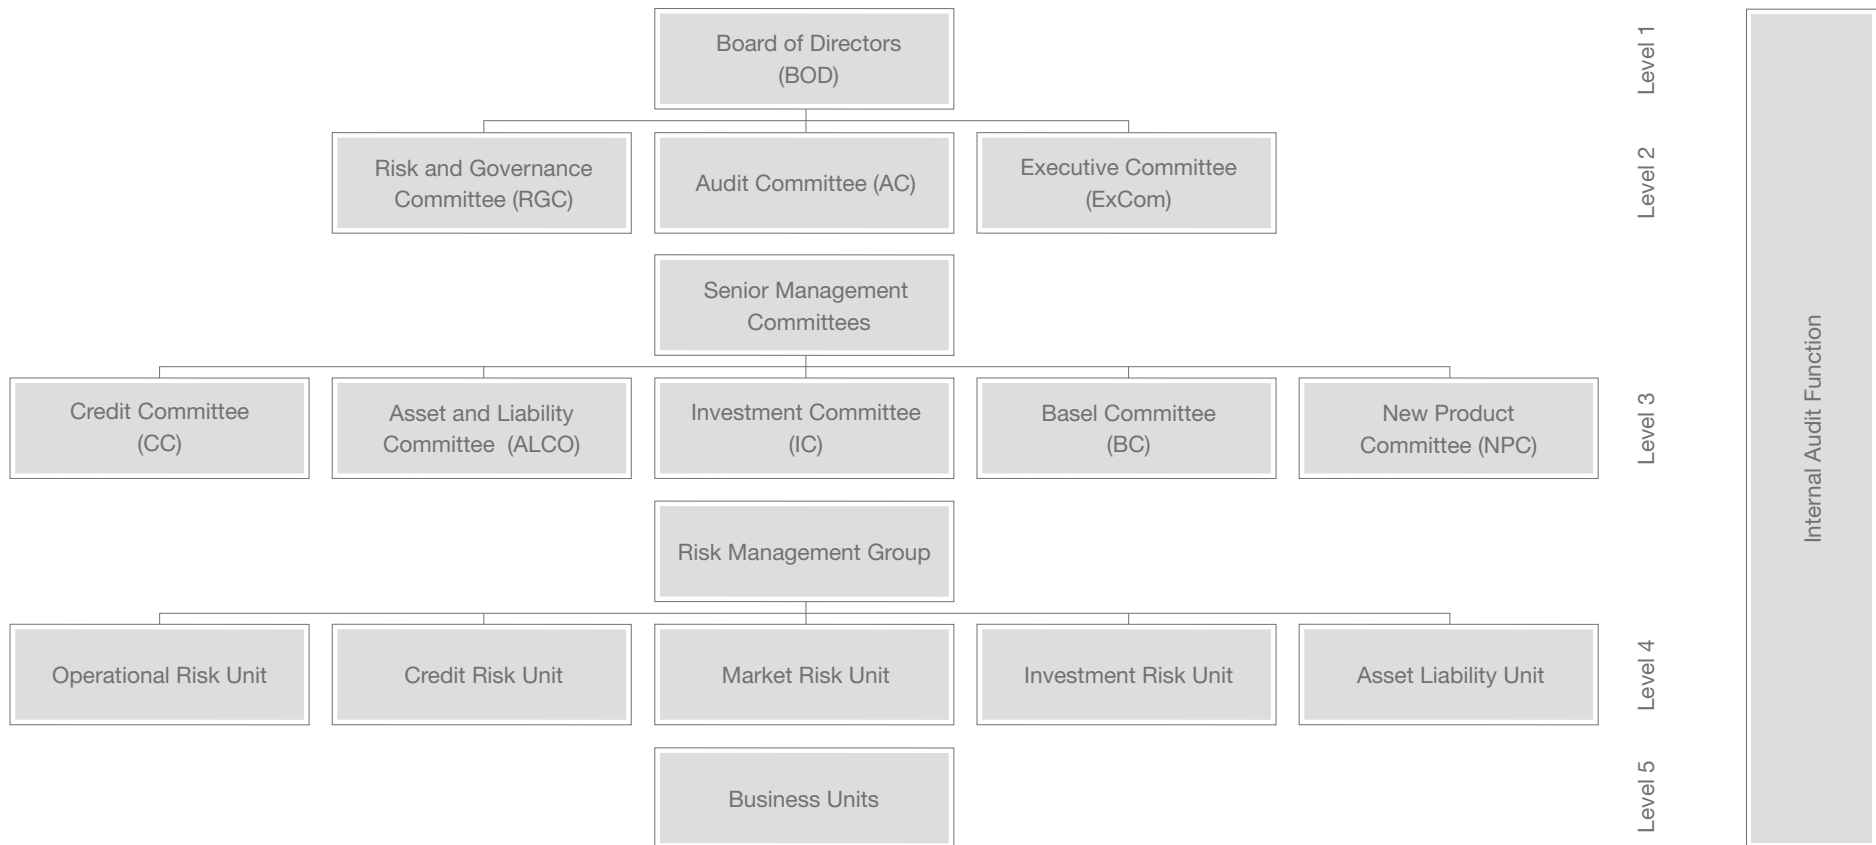 Board of Directors
(BOD)
Level 1
Risk and Governance
Committee (RGC)
Audit Committee (AC)
Executive Committee
(ExCom)
Level 2
Senior Management
Committees
Credit Committee
(CC)
Asset and Liability
Committee (ALCO)
Investment Committee
(IC)
Basel Committee
(BC)
New Product
Committee (NPC)
Level 3
Risk Management Group
Operational Risk Unit
Credit Risk Unit
Market Risk Unit
Investment Risk Unit
Asset Liability Unit
Level 4
Business Units
Level 5
Internal Audit Function